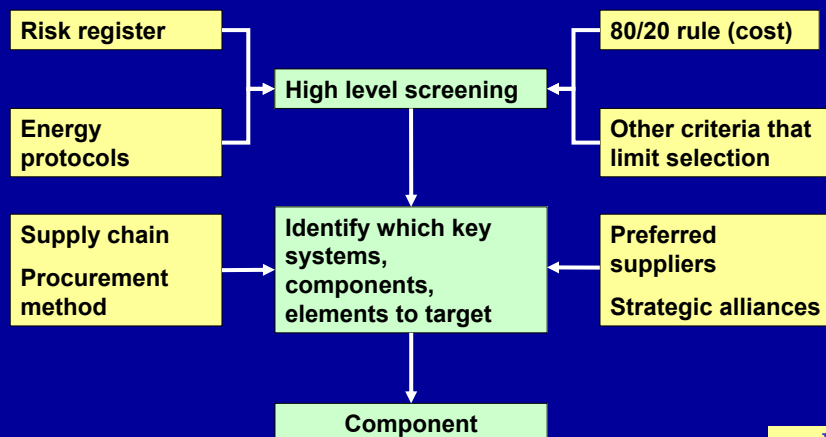 Risk register
80/20 rule (cost)
High level screening
Energy
protocols
Other criteria that
limit selection
Supply chain
Procurement
method
Identify which key
systems,
components,
elements to target
Preferred
suppliers
Strategic alliances
Component